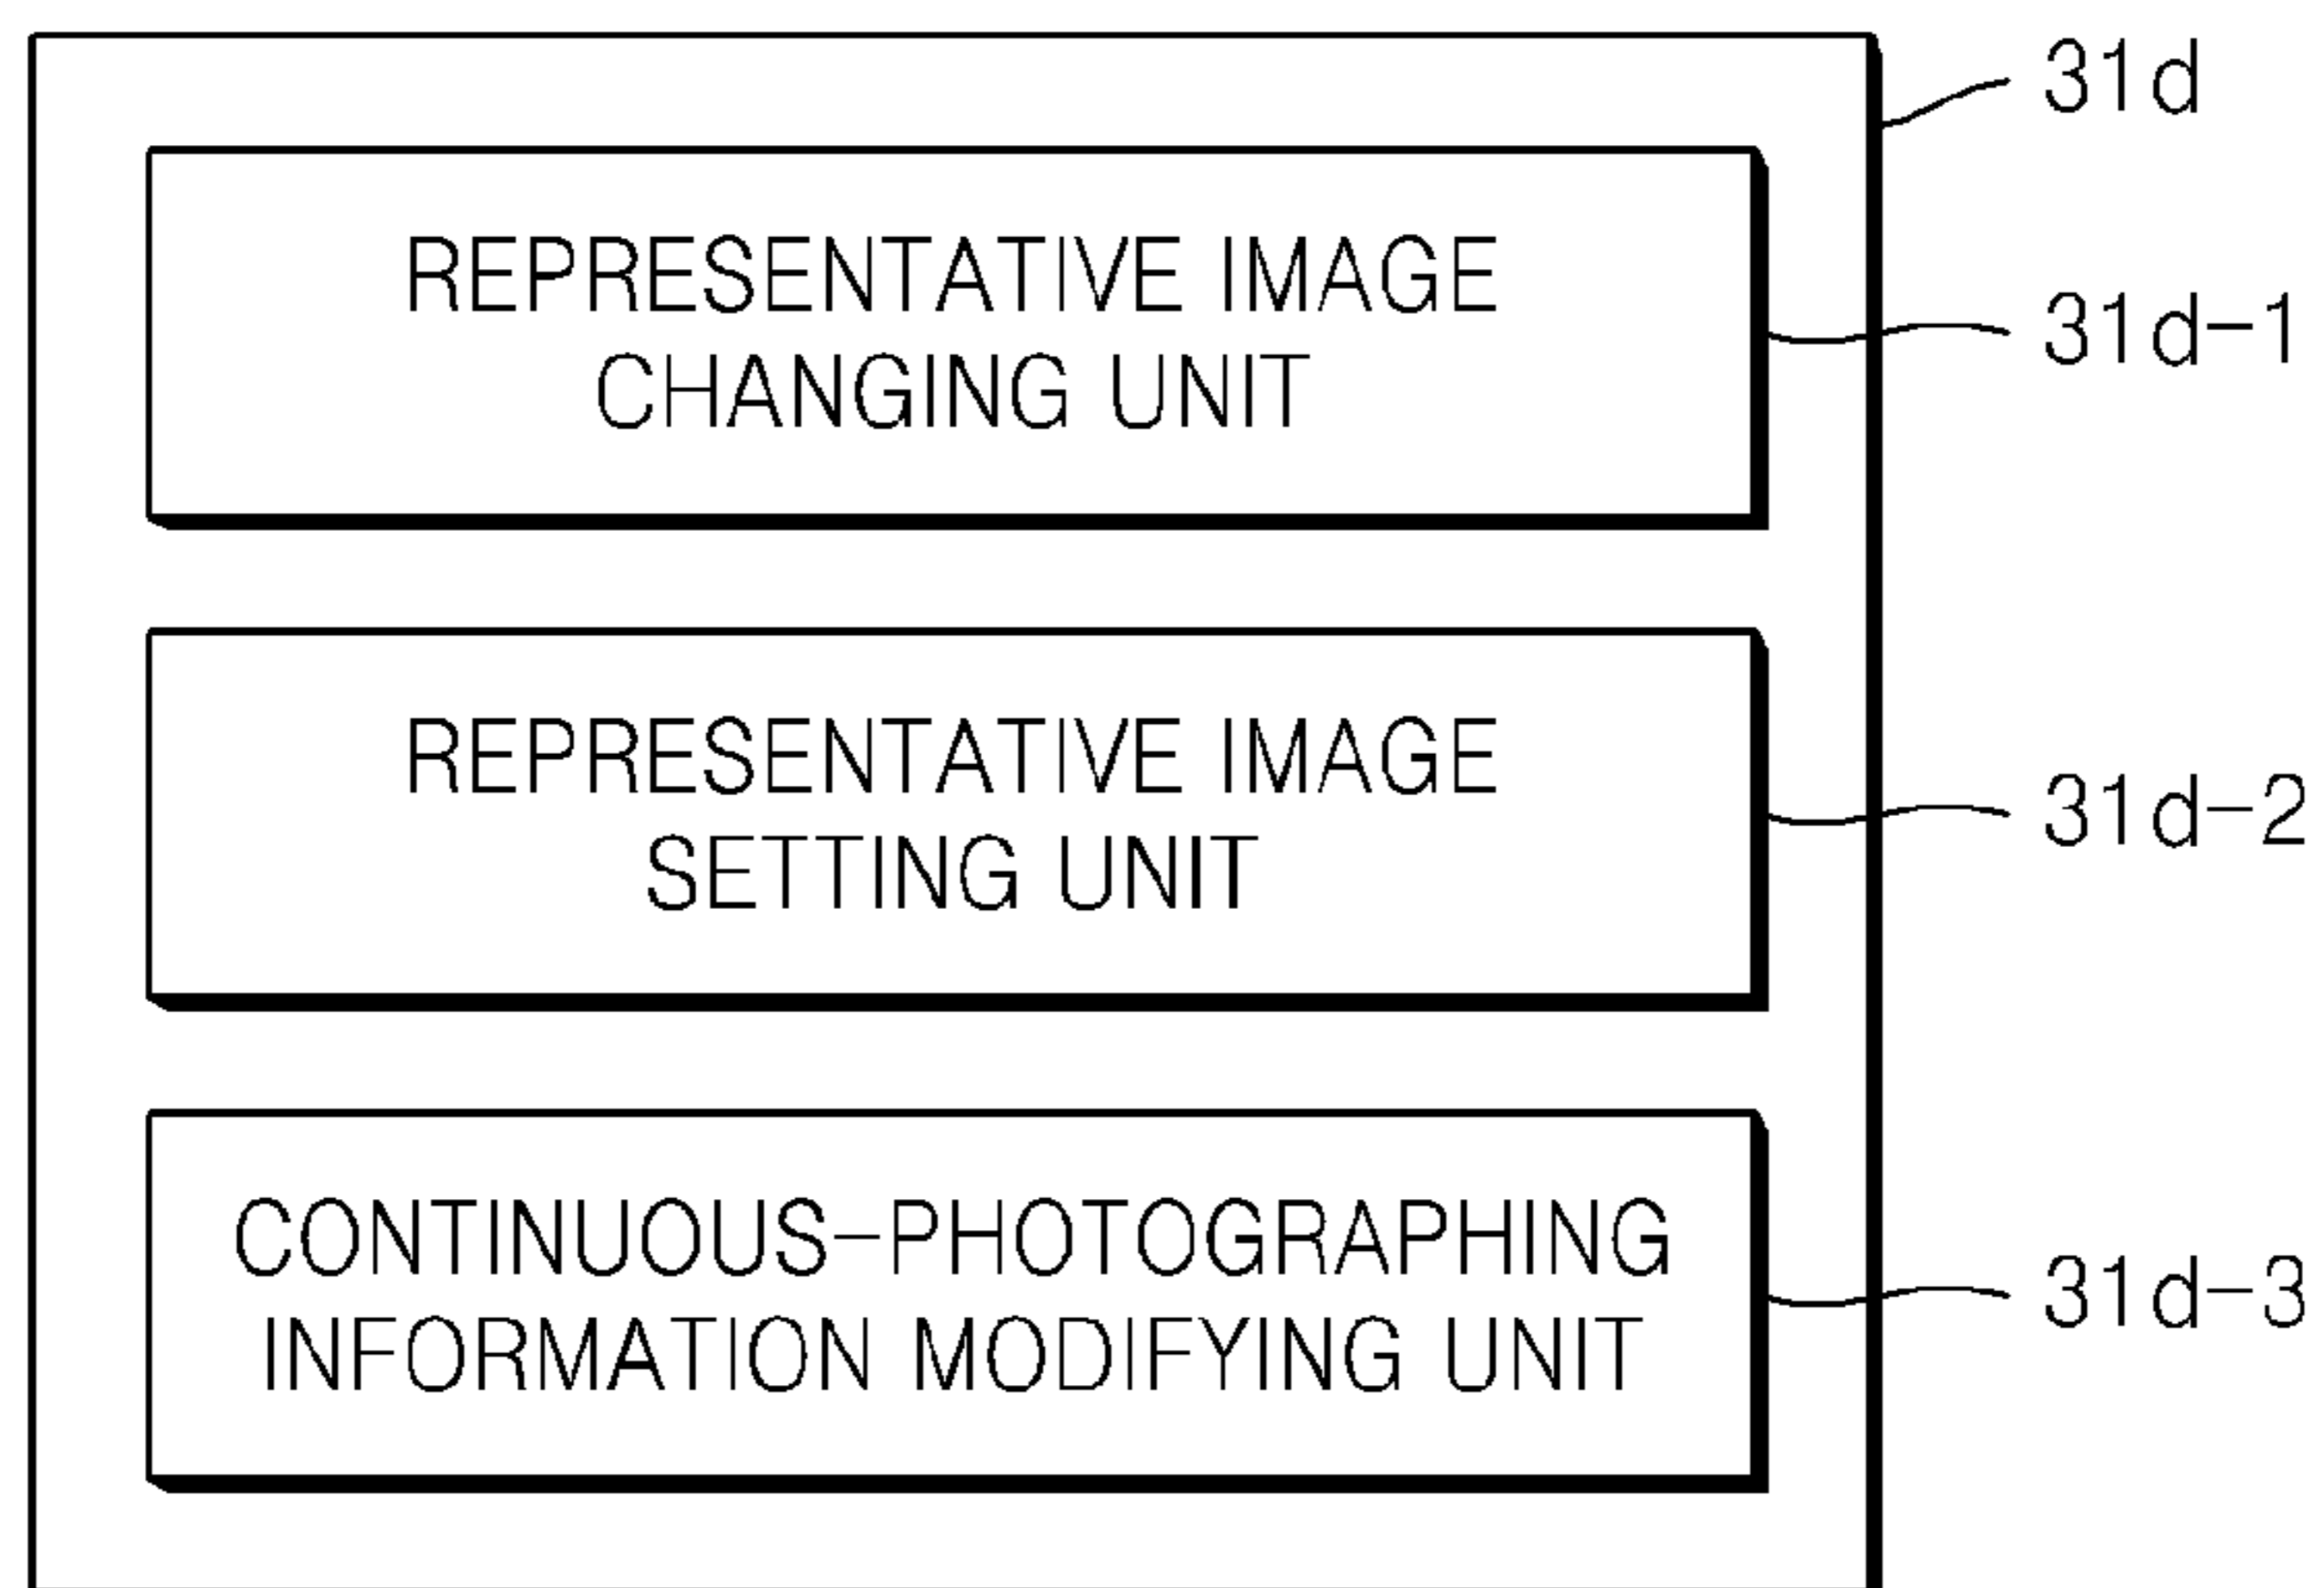 31d
REPRESENTATIVE IMAGE
CHANGING UNIT
31d-1
REPRESENTATIVE IMAGE
SETTING UNIT
31d-2
CONTINUOUS-PHOTOGRAPHING
INFORMATION MODIFYING UNIT
31d-3